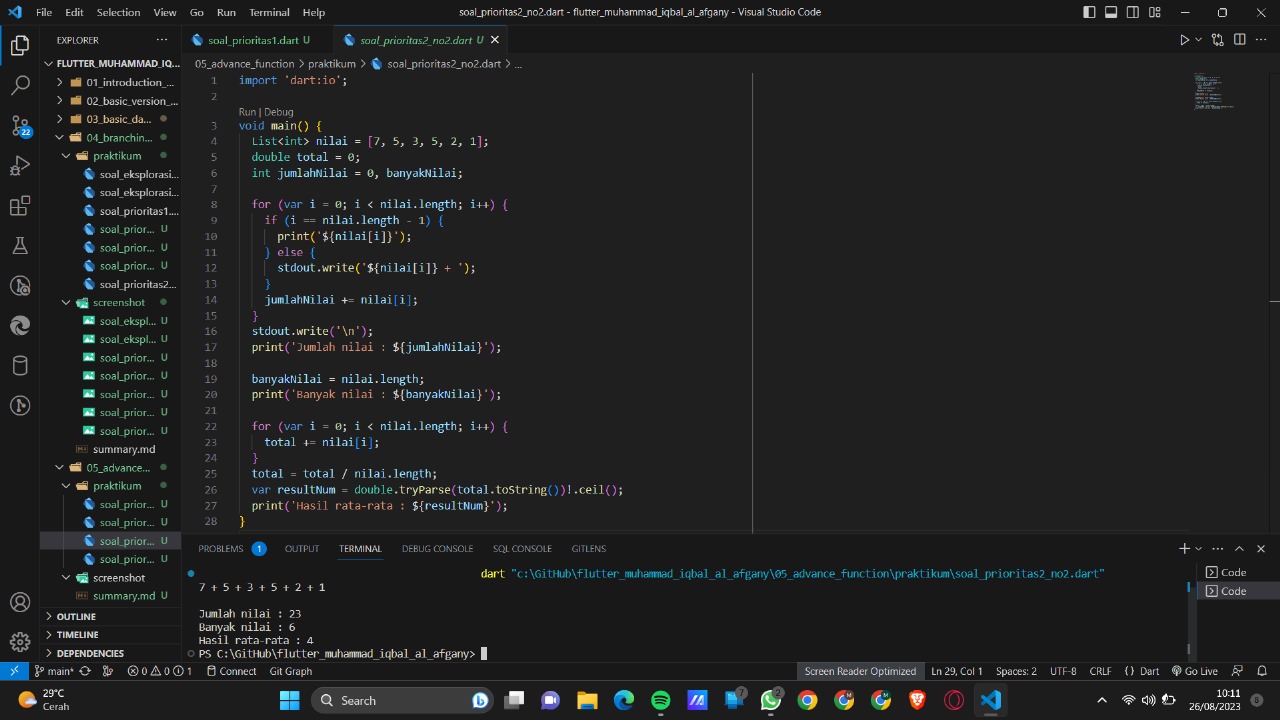 File Edit Selection View Go Run Terminal Help
soal_prioritas2_no2.dart - flutter_muhammad_iqbal_al_afgany - Visual Studio Code
EXPLORER
FLUTTER_MUHAMMAD_IQ...
01_introduction_...
02_basic_version_...
03_basic_da...
04_branchin...
praktikum
soal_eksplorasi...
soal_eksplorasi...
soal_prioritas1....
soal_prior... U
soal_prior... U
soal_prior... U
soal_prioritas2...
screenshot
soal_ekspl... U
soal_ekspl... U
soal_prior... U
soal_prior... U
soal_prior... U
soal_prior... U
soal_prior... U
summary.md
05_advance...
praktikum
soal_prior... U
soal_prior... U
soal_prior... U
soal_prior... U
screenshot
summary.md U
OUTLINE
TIMELINE
DEPENDENCIES
22
soal_prioritas1.dart U
soal_prioritas2_no2.dart U
05_advance_function > praktikum > soal_prioritas2_no2.dart > ...
1 import 'dart:io';
2
Run | Debug
3 void main() {
4 List<int> nilai = [7, 5, 3, 5, 2, 1];
5 double total = 0;
6 int jumlahNilai = 0, banyakNilai;
7
8 for (var i = 0; i < nilai.length; i++) {
9 if (i == nilai.length - 1) {
10 print('${nilai[i]}');
11 } else {
12 stdout.write('${nilai[i]} + ');
13 }
14 jumlahNilai += nilai[i];
15 }
16 stdout.write('\n');
17 print('Jumlah nilai : ${jumlahNilai}');
18
19 banyakNilai = nilai.length;
20 print('Banyak nilai : ${banyakNilai}');
21
22 for (var i = 0; i < nilai.length; i++) {
23 total += nilai[i];
24 }
25 total = total / nilai.length;
26 var resultNum = double.tryParse(total.toString())!.ceil();
27 print('Hasil rata-rata : ${resultNum}');
28 }
PROBLEMS 1 OUTPUT TERMINAL DEBUG CONSOLE SQL CONSOLE GITLENS
dart "c:\GitHub\flutter_muhammad_iqbal_al_afgany\05_advance_function\praktikum\soal_prioritas2_no2.dart"
7 + 5 + 3 + 5 + 2 + 1
Jumlah nilai : 23
Banyak nilai : 6
Hasil rata-rata : 4
PS C:\GitHub\flutter_muhammad_iqbal_al_afgany>
Code
Code
main* 0 0 1 Connect Git Graph
Screen Reader Optimized Ln 29, Col 1 Spaces: 2 UTF-8 CRLF {} Dart Go Live
29°C
Cerah
Search
7
2
10:11
26/08/2023